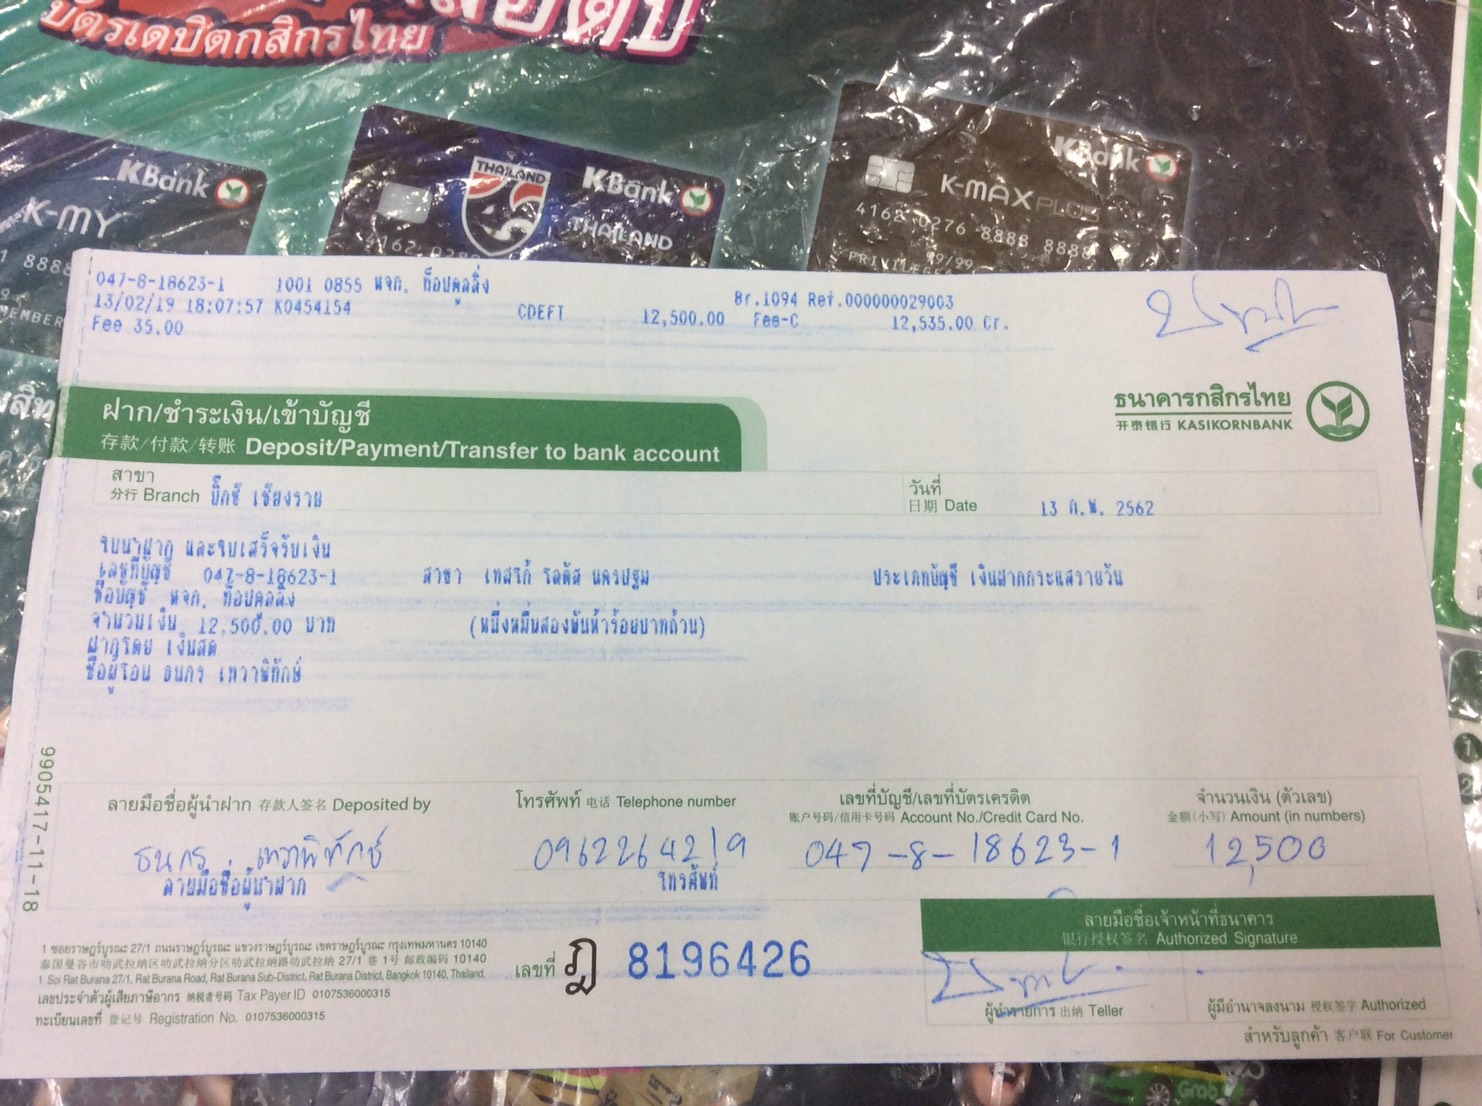 บัตรเดบิตกสิกรไทย
KBank
K-MY
THAILAND
KBank
THAILAND
KBank
K-MAX PLUS
4162 0276 8888 8888
99/99
MEMBER
047-8-18623-1 1001 0855 หจก. ท็อปคูลลิ่ง
13/02/19 18:07:57 K0454154 CDEFT 12,500.00 Fee-C 12,535.00 Cr.
Br.1094 Ref.000000029003
Fee 35.00
ฝาก/ชำระเงิน/เข้าบัญชี
存款/付款/转账 Deposit/Payment/Transfer to bank account
ธนาคารกสิกรไทย
开泰银行 KASIKORNBANK
สาขา
分行 Branch บิ๊กซี เชียงราย
วันที่
日期 Date 13 ก.พ. 2562
ใบนำฝาก และใบเสร็จรับเงิน
เลขที่บัญชี 047-8-18623-1 สาขา เทสโก้ โลตัส นครปฐม ประเภทบัญชี เงินฝากกระแสรายวัน
ชื่อบัญชี หจก. ท็อปคูลลิ่ง
จำนวนเงิน 12,500.00 บาท (หนึ่งหมื่นสองพันห้าร้อยบาทถ้วน)
ฝากโดย เงินสด
ชื่อผู้โอน ธนกร เทวาพิทักษ์
9905417-11-18
ลายมือชื่อผู้นำฝาก 存款人签名 Deposited by
โทรศัพท์ 电话 Telephone number
เลขที่บัญชี/เลขที่บัตรเครดิต
账户号码/信用卡号码 Account No./Credit Card No.
จำนวนเงิน (ตัวเลข)
金额(小写) Amount (in numbers)
ธนกร เทวาพิทักษ์ 0962264219 047-8-18623-1 12,500
ลายมือชื่อผู้นำฝาก โทรศัพท์
ลายมือชื่อเจ้าหน้าที่ธนาคาร
银行授权签名 Authorized Signature
1 ซอยราษฎร์บูรณะ 27/1 ถนนราษฎร์บูรณะ แขวงราษฎร์บูรณะ เขตราษฎร์บูรณะ กรุงเทพมหานคร 10140
泰国曼谷市叻武拉纳区叻武拉纳分区叻武拉纳路叻武拉纳 27/1 巷 1号 邮政编码 10140
1 Soi Rat Burana 27/1, Rat Burana Road, Rat Burana Sub-District, Rat Burana District, Bangkok 10140, Thailand.
เลขประจำตัวผู้เสียภาษีอากร 纳税者号码 Tax Payer ID 0107536000315
ทะเบียนเลขที่ 登记号 Registration No. 0107536000315
เลขที่ ฎ 8196426
ผู้ทำรายการ 出纳 Teller
ผู้มีอำนาจลงนาม 授权签字 Authorized
สำหรับลูกค้า 客户联 For Customer
Grab